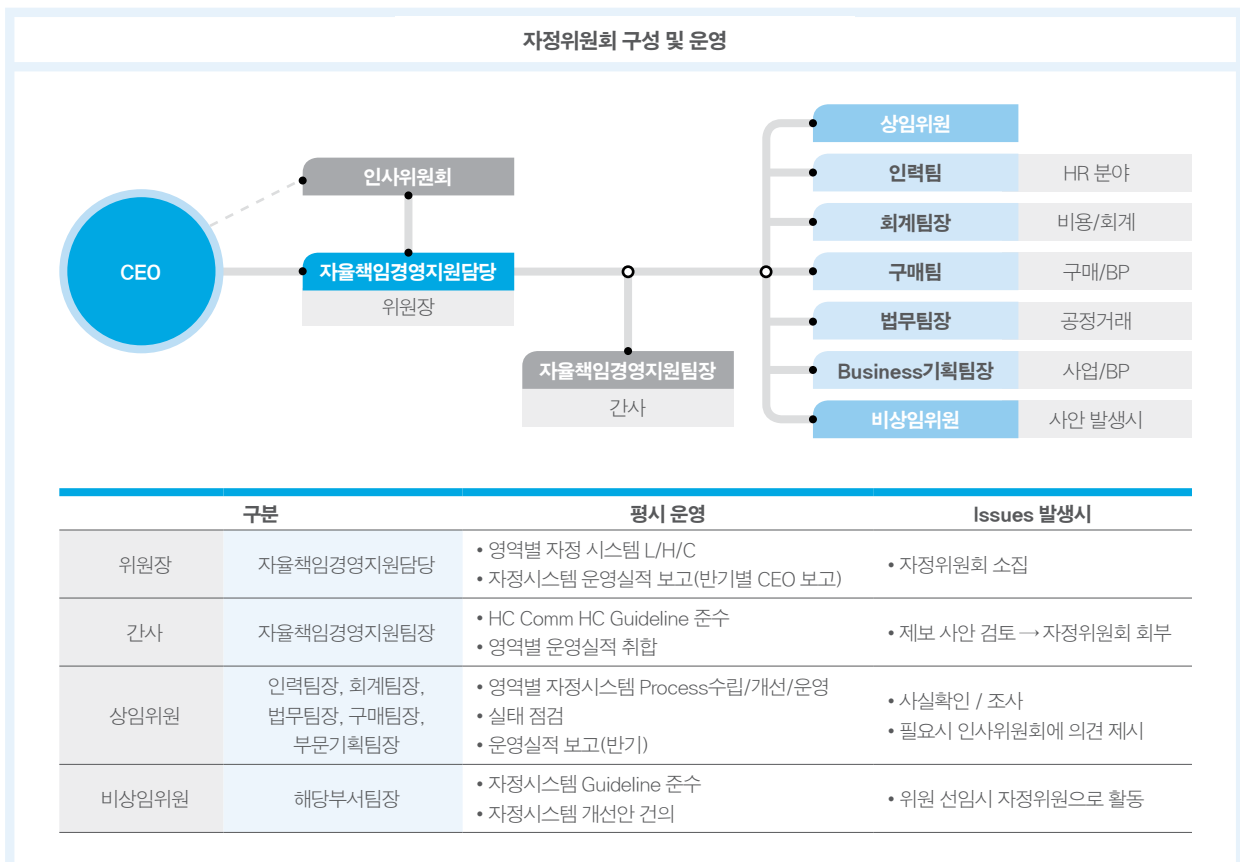 자정위원회 구성 및 운영
상임위원
인사위원회
인력팀
HR 분야
회계팀장
비용/회계
CEO
자율책임경영지원담당
위원장
구매팀
구매/BP
법무팀장
공정거래
자율책임경영지원팀장
간사
Business기획팀장
사업/BP
비상임위원
사안 발생시
구분 평시 운영 Issues 발생시
위원장
자율책임경영지원담당
• 영역별 자정 시스템 L/H/C
• 자정시스템 운영실적 보고(반기별 CEO 보고)
• 자정위원회 소집
간사
자율책임경영지원팀장
• HC Comm HC Guideline 준수
• 영역별 운영실적 취합
• 제보 사안 검토 → 자정위원회 회부
상임위원
인력팀장, 회계팀장,
법무팀장, 구매팀장,
부문기획팀장
• 영역별 자정시스템 Process수립/개선/운영
• 실태 점검
• 운영실적 보고(반기)
• 사실확인 / 조사
• 필요시 인사위원회에 의견 제시
비상임위원
해당부서팀장
• 자정시스템 Guideline 준수
• 자정시스템 개선안 건의
• 위원 선임시 자정위원으로 활동